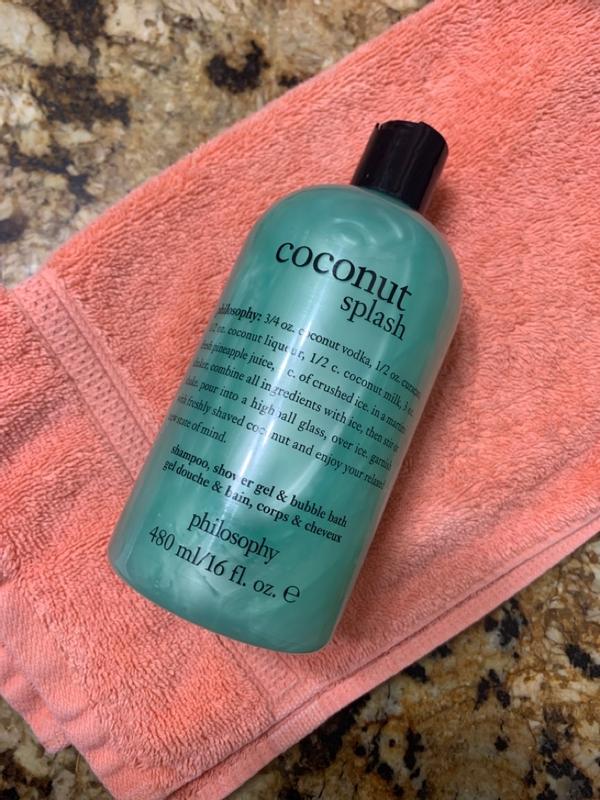 coconut
splash
philosophy: 3/4 oz. coconut vodka, 1/2 oz.
oz. coconut liqueur, 1/2 c. coconut milk, 3
pineapple juice, c. of crushed ice. in a
combine all ingredients with ice, then
pour into a highball glass, over ice. garnish
freshly shaved coconut and enjoy your
state of mind.
shampoo, shower gel & bubble bath
gel douche & bain, corps & cheveux
philosophy
480 ml/16 fl. oz. e